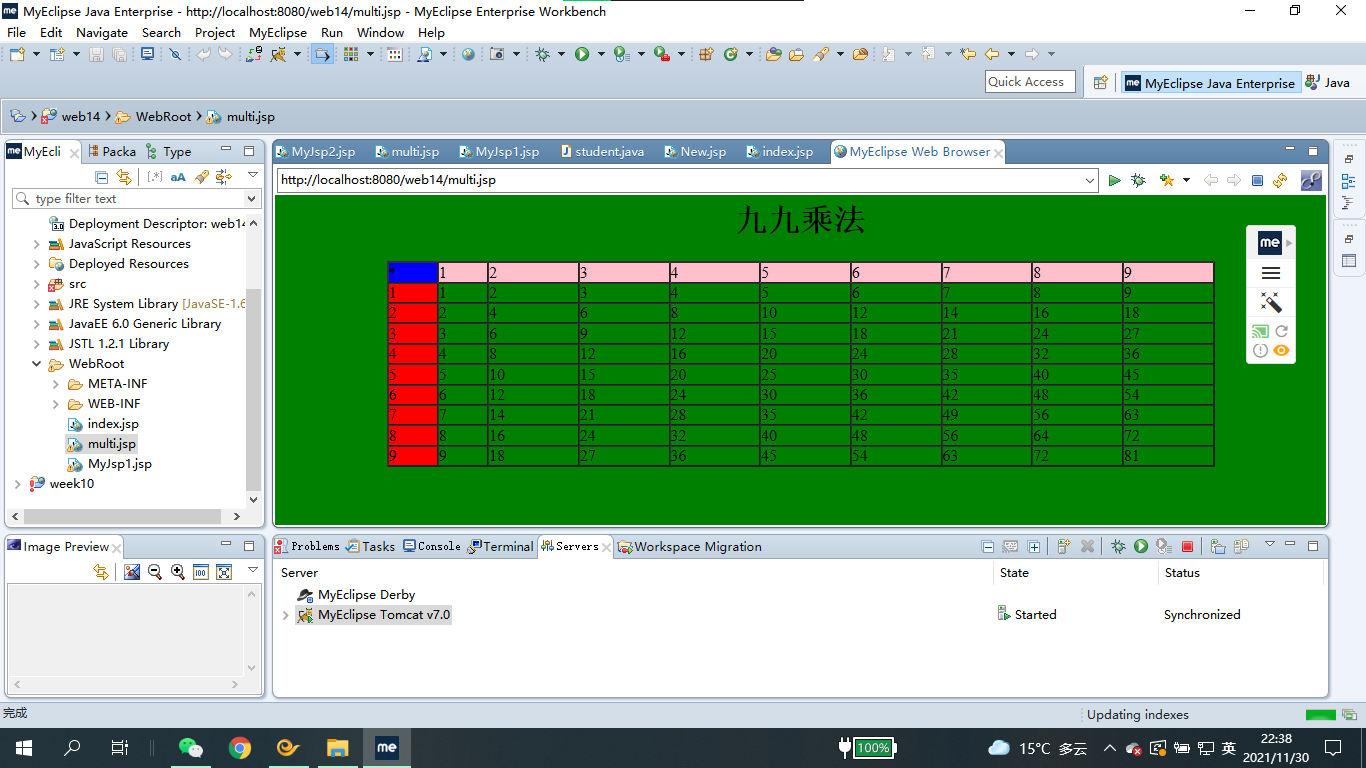 MyEclipse Java Enterprise - http://localhost:8080/web14/multi.jsp - MyEclipse Enterprise Workbench
File Edit Navigate Search Project MyEclipse Run Window Help
Quick Access
MyEclipse Java Enterprise
Java
web14 WebRoot multi.jsp
MyEcli Packa Type
type filter text
Deployment Descriptor: web14
JavaScript Resources
Deployed Resources
src
JRE System Library [JavaSE-1.6
JavaEE 6.0 Generic Library
JSTL 1.2.1 Library
WebRoot
META-INF
WEB-INF
index.jsp
multi.jsp
MyJsp1.jsp
week10
MyJsp2.jsp multi.jsp MyJsp1.jsp student.java New.jsp index.jsp MyEclipse Web Browser
http://localhost:8080/web14/multi.jsp
九九乘法
* 1 2 3 4 5 6 7 8 9
1 1 2 3 4 5 6 7 8 9
2 2 4 6 8 10 12 14 16 18
3 3 6 9 12 15 18 21 24 27
4 4 8 12 16 20 24 28 32 36
5 5 10 15 20 25 30 35 40 45
6 6 12 18 24 30 36 42 48 54
7 7 14 21 28 35 42 49 56 63
8 8 16 24 32 40 48 56 64 72
9 9 18 27 36 45 54 63 72 81
me
Image Preview
Problems Tasks Console Terminal Servers Workspace Migration
Server State Status
MyEclipse Derby
MyEclipse Tomcat v7.0 Started Synchronized
完成
Updating indexes
me
100%
15°C 多云
英
22:38
2021/11/30